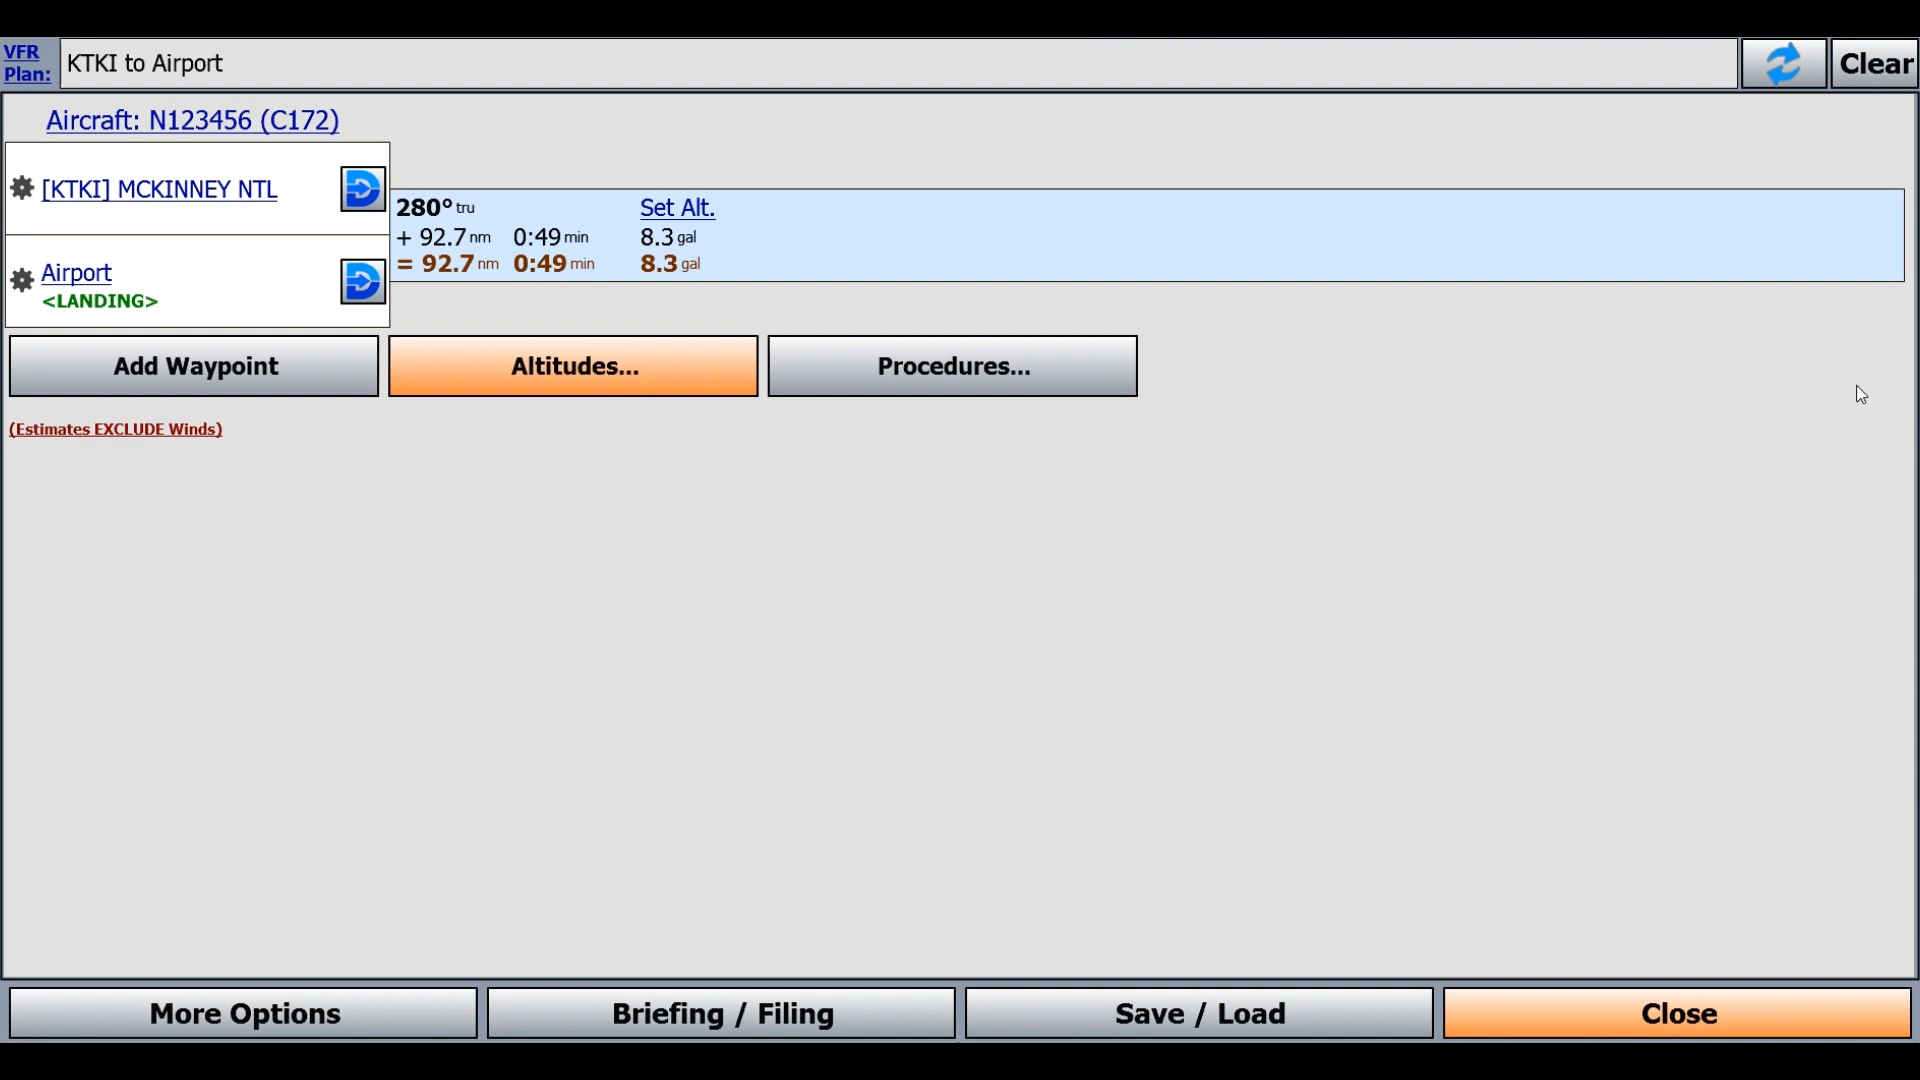 VFR
Plan:
KTKI to Airport
Clear
Aircraft: N123456 (C172)
[KTKI] MCKINNEY NTL
280° tru
Set Alt.
+ 92.7 nm 0:49 min 8.3 gal
= 92.7 nm 0:49 min 8.3 gal
Airport
<LANDING>
Add Waypoint
Altitudes...
Procedures...
(Estimates EXCLUDE Winds)
More Options
Briefing / Filing
Save / Load
Close